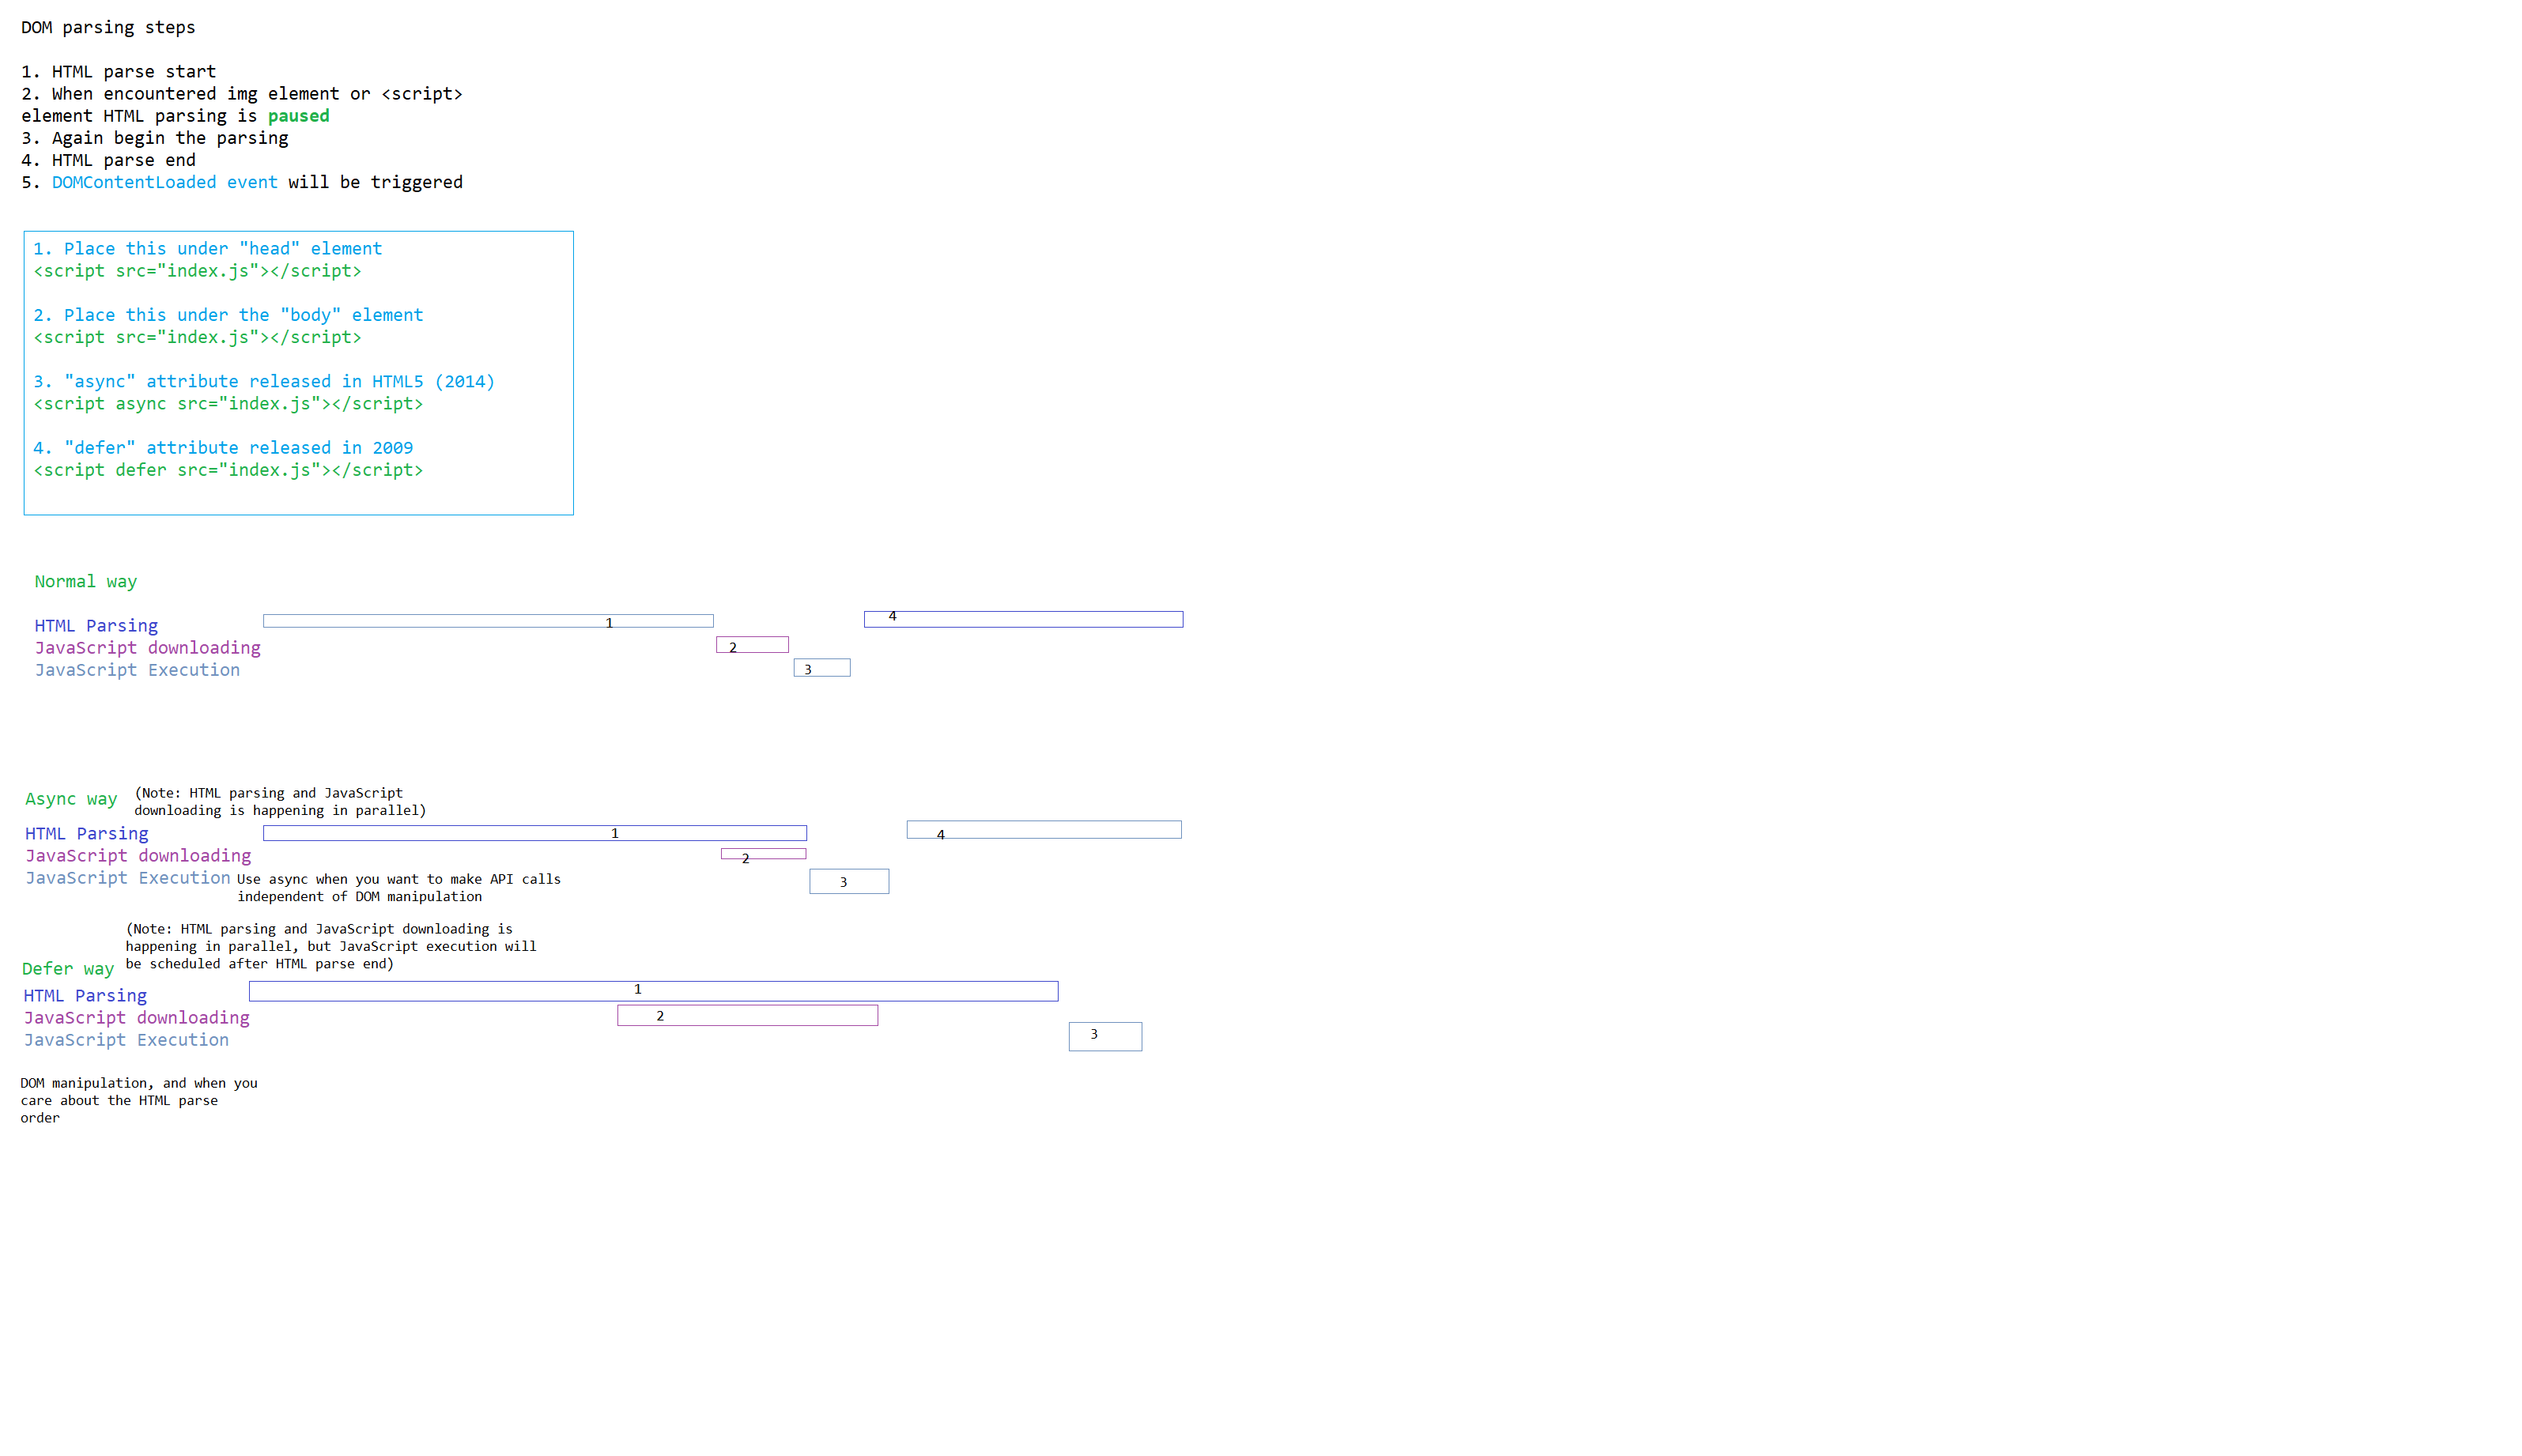 DOM parsing steps
1. HTML parse start
2. When encountered img element or <script>
element HTML parsing is paused
3. Again begin the parsing
4. HTML parse end
5. DOMContentLoaded event will be triggered
1. Place this under "head" element
<script src="index.js"></script>
2. Place this under the "body" element
<script src="index.js"></script>
3. "async" attribute released in HTML5 (2014)
<script async src="index.js"></script>
4. "defer" attribute released in 2009
<script defer src="index.js"></script>
Normal way
HTML Parsing 1 4
JavaScript downloading 2
JavaScript Execution 3
Async way (Note: HTML parsing and JavaScript
downloading is happening in parallel)
HTML Parsing 1 4
JavaScript downloading 2
JavaScript Execution Use async when you want to make API calls 3
independent of DOM manipulation
(Note: HTML parsing and JavaScript downloading is
happening in parallel, but JavaScript execution will
be scheduled after HTML parse end)
Defer way
HTML Parsing 1
JavaScript downloading 2
JavaScript Execution 3
DOM manipulation, and when you
care about the HTML parse
order